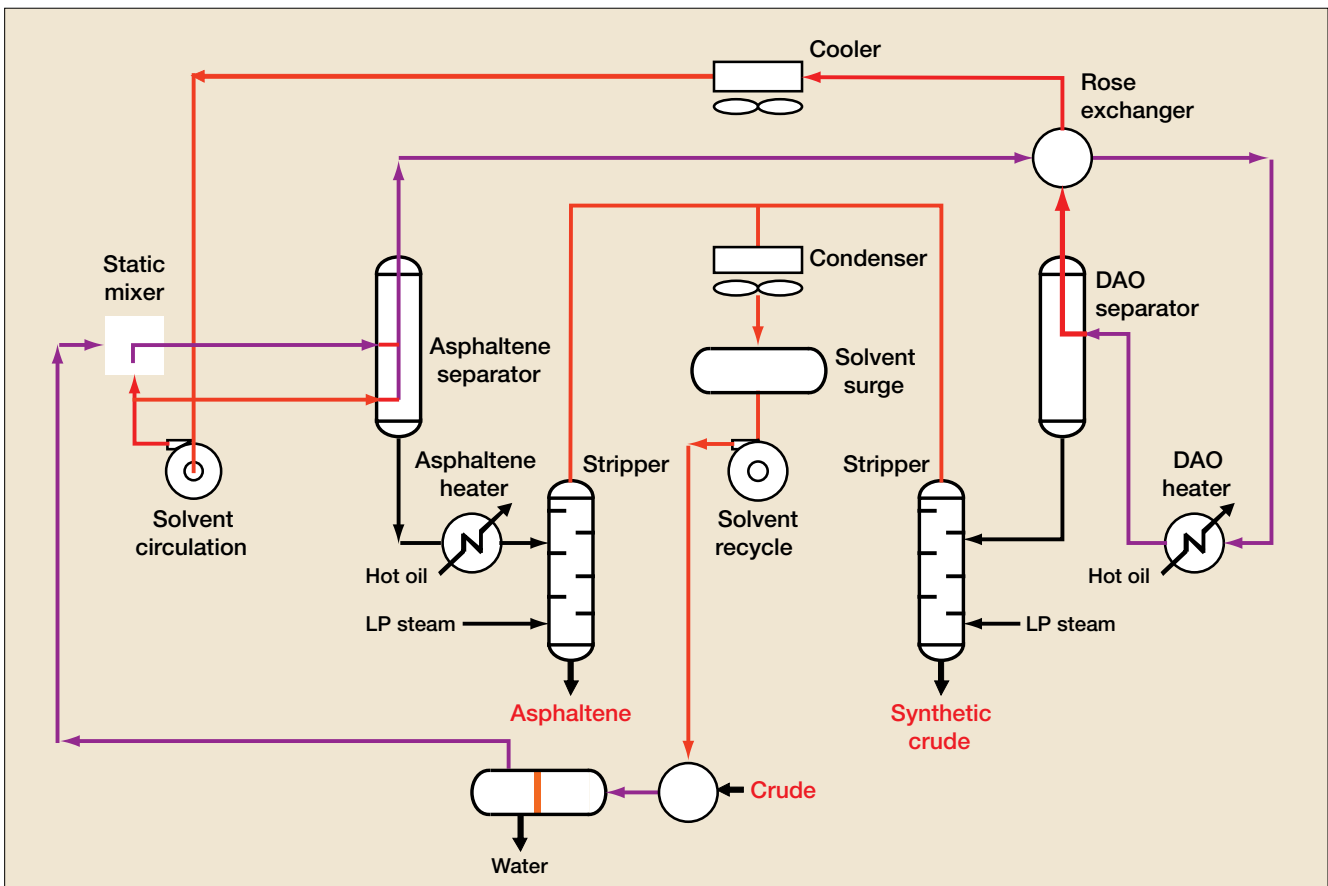 Cooler
Rose
exchanger
Static
mixer
Condenser
DAO
separator
Asphaltene
separator
Solvent
surge
Asphaltene
heater
Stripper
Stripper
DAO
heater
Solvent
circulation
Solvent
recycle
Hot oil
Hot oil
LP steam
LP steam
Asphaltene
Synthetic
crude
Crude
Water